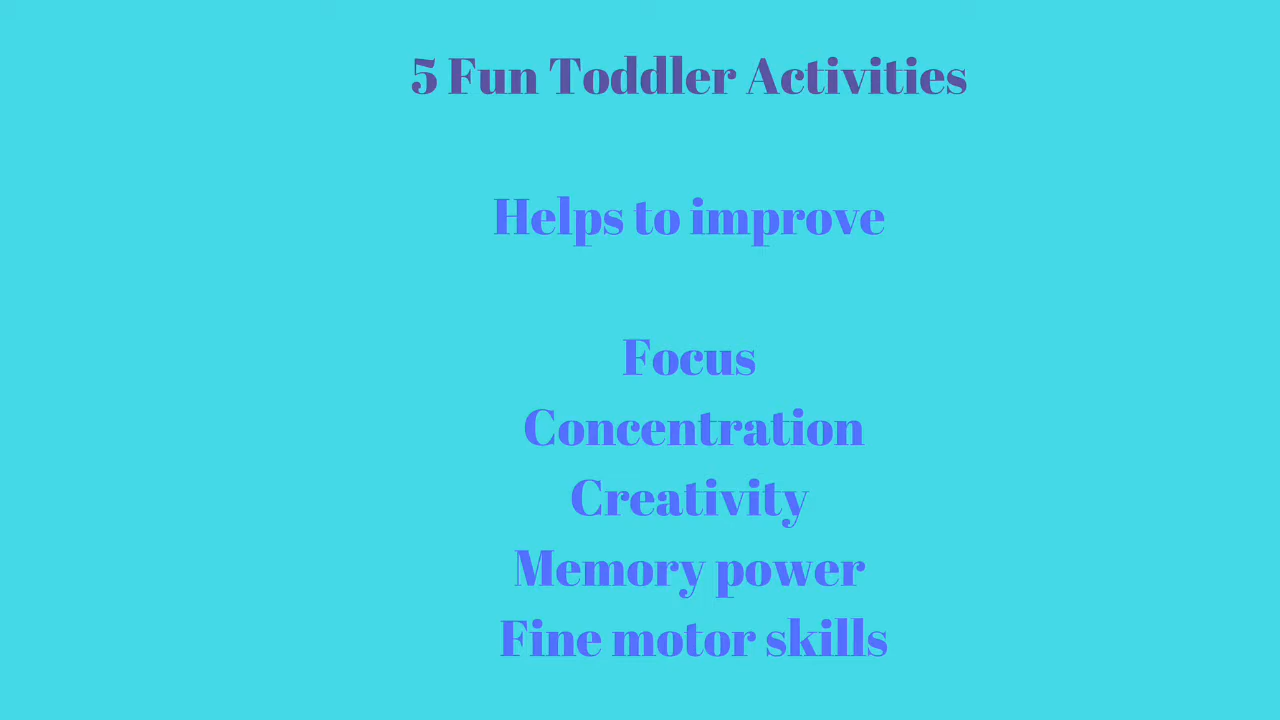 5 Fun Toddler Activities
Helps to improve
Focus
Concentration
Creativity
Memory power
Fine motor skills